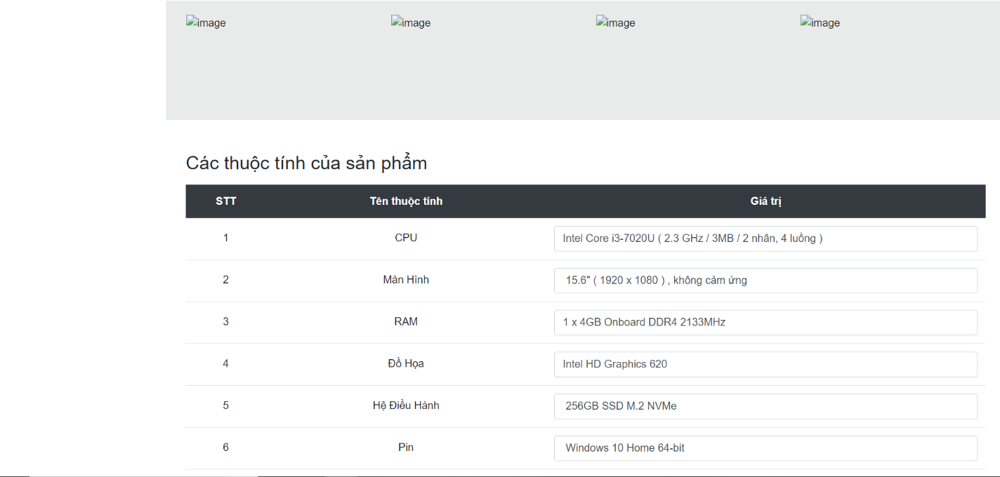 image image image image
Các thuộc tính của sản phẩm
STT Tên thuộc tính Giá trị
1 CPU Intel Core i3-7020U ( 2.3 GHz / 3MB / 2 nhân, 4 luồng )
2 Màn Hình 15.6" ( 1920 x 1080 ) , không cảm ứng
3 RAM 1 x 4GB Onboard DDR4 2133MHz
4 Đồ Họa Intel HD Graphics 620
5 Hệ Điều Hành 256GB SSD M.2 NVMe
6 Pin Windows 10 Home 64-bit